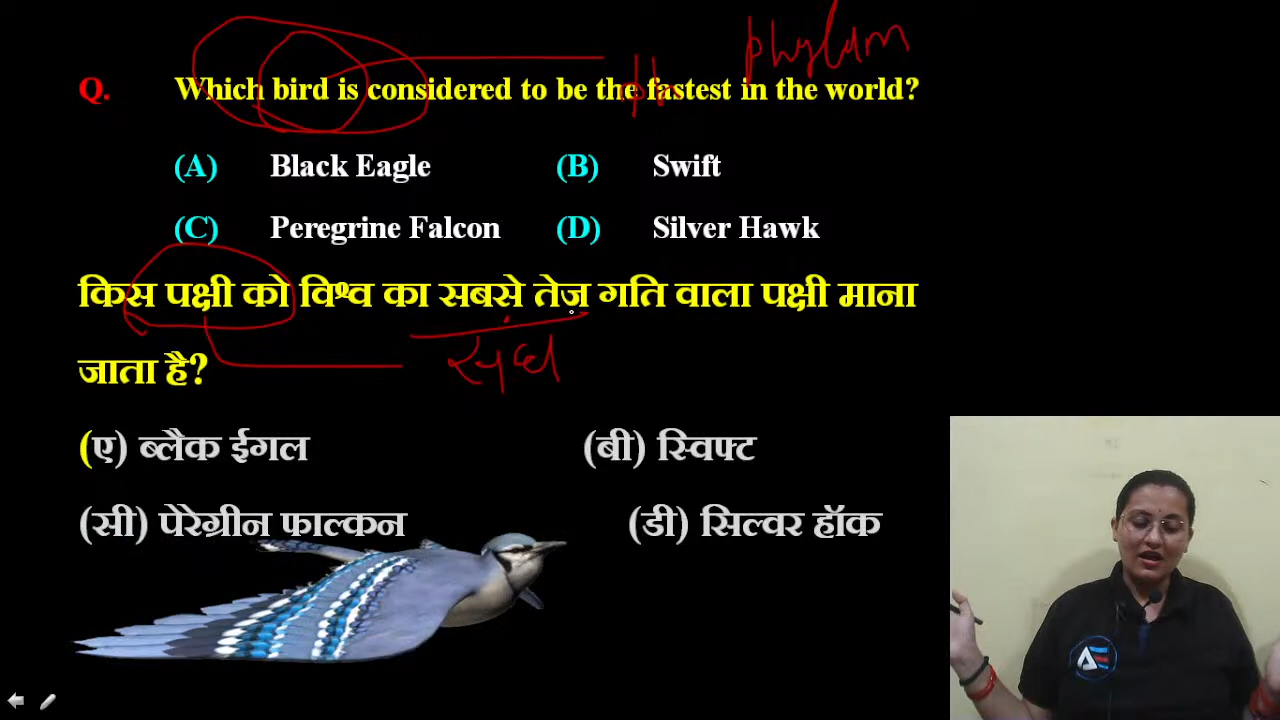 phylum
Q. Which bird is considered to be the fastest in the world?
(A) Black Eagle (B) Swift
(C) Peregrine Falcon (D) Silver Hawk
किस पक्षी को विश्व का सबसे तेज़ गति वाला पक्षी माना
जाता है?
संघ
(ए) ब्लैक ईगल (बी) स्विफ्ट
(सी) पेरेग्रीन फाल्कन (डी) सिल्वर हॉक